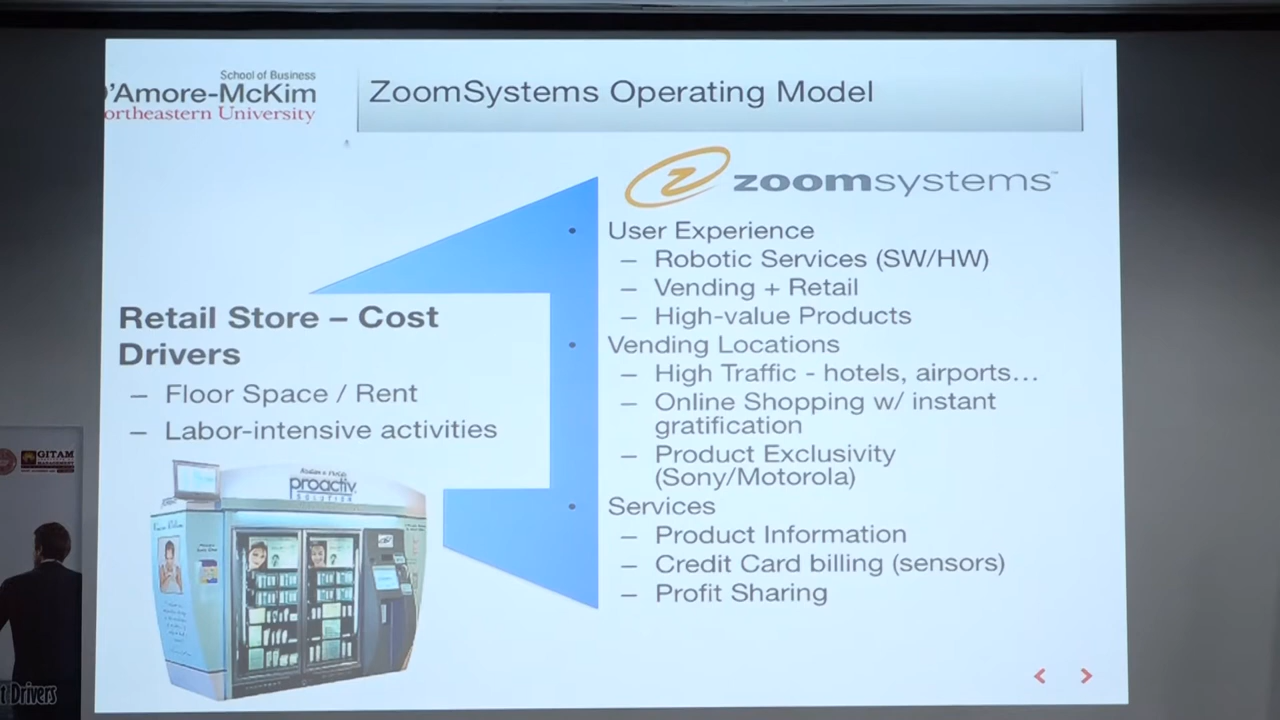 School of Business
'Amore-McKim
ortheastern University
ZoomSystems Operating Model
zoomsystems™
• User Experience
– Robotic Services (SW/HW)
– Vending + Retail
– High-value Products
• Vending Locations
– High Traffic - hotels, airports…
– Online Shopping w/ instant
gratification
– Product Exclusivity
(Sony/Motorola)
• Services
– Product Information
– Credit Card billing (sensors)
– Profit Sharing
Retail Store – Cost
Drivers
– Floor Space / Rent
– Labor-intensive activities
proactiv
SOLUTION
GITAM
t Drivers